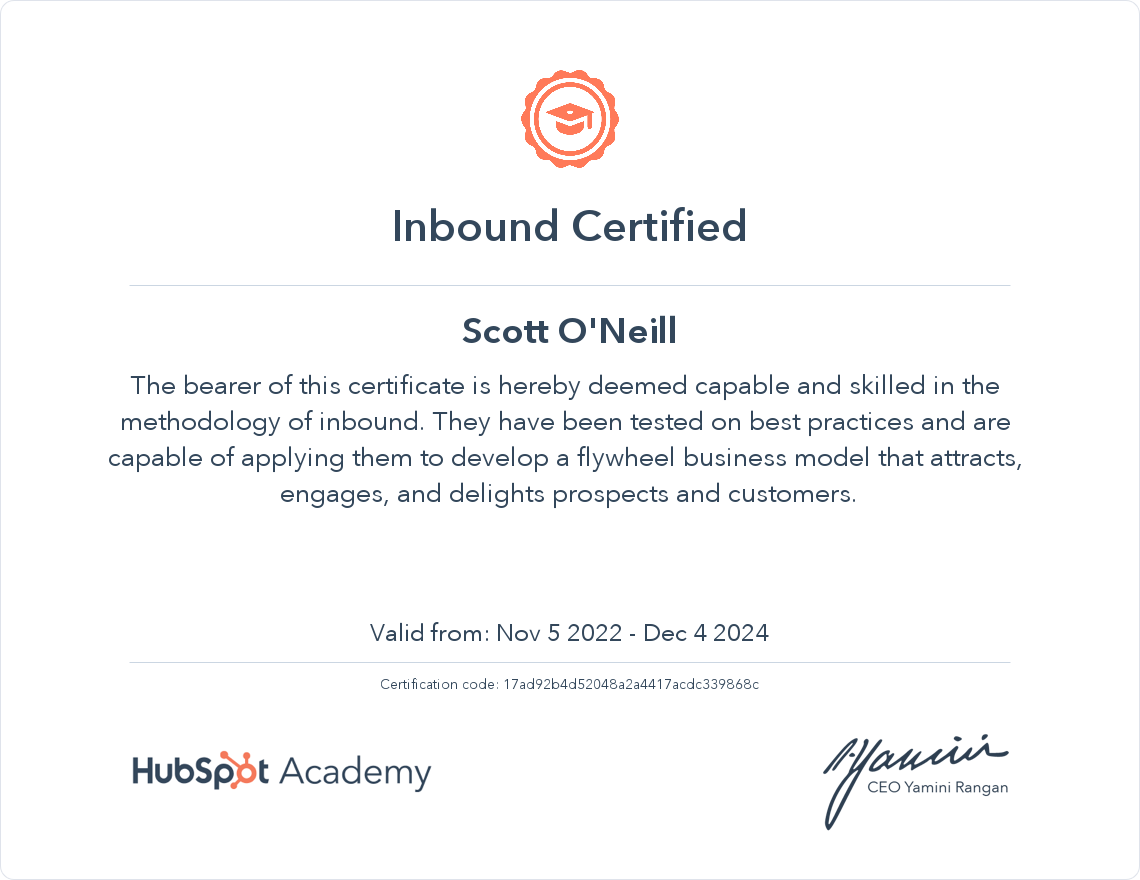 Inbound Certified
Scott O'Neill
The bearer of this certificate is hereby deemed capable and skilled in the
methodology of inbound. They have been tested on best practices and are
capable of applying them to develop a flywheel business model that attracts,
engages, and delights prospects and customers.
Valid from: Nov 5 2022 - Dec 4 2024
Certification code: 17ad92b4d52048a2a4417acdc339868c
HubSpot Academy
CEO Yamini Rangan